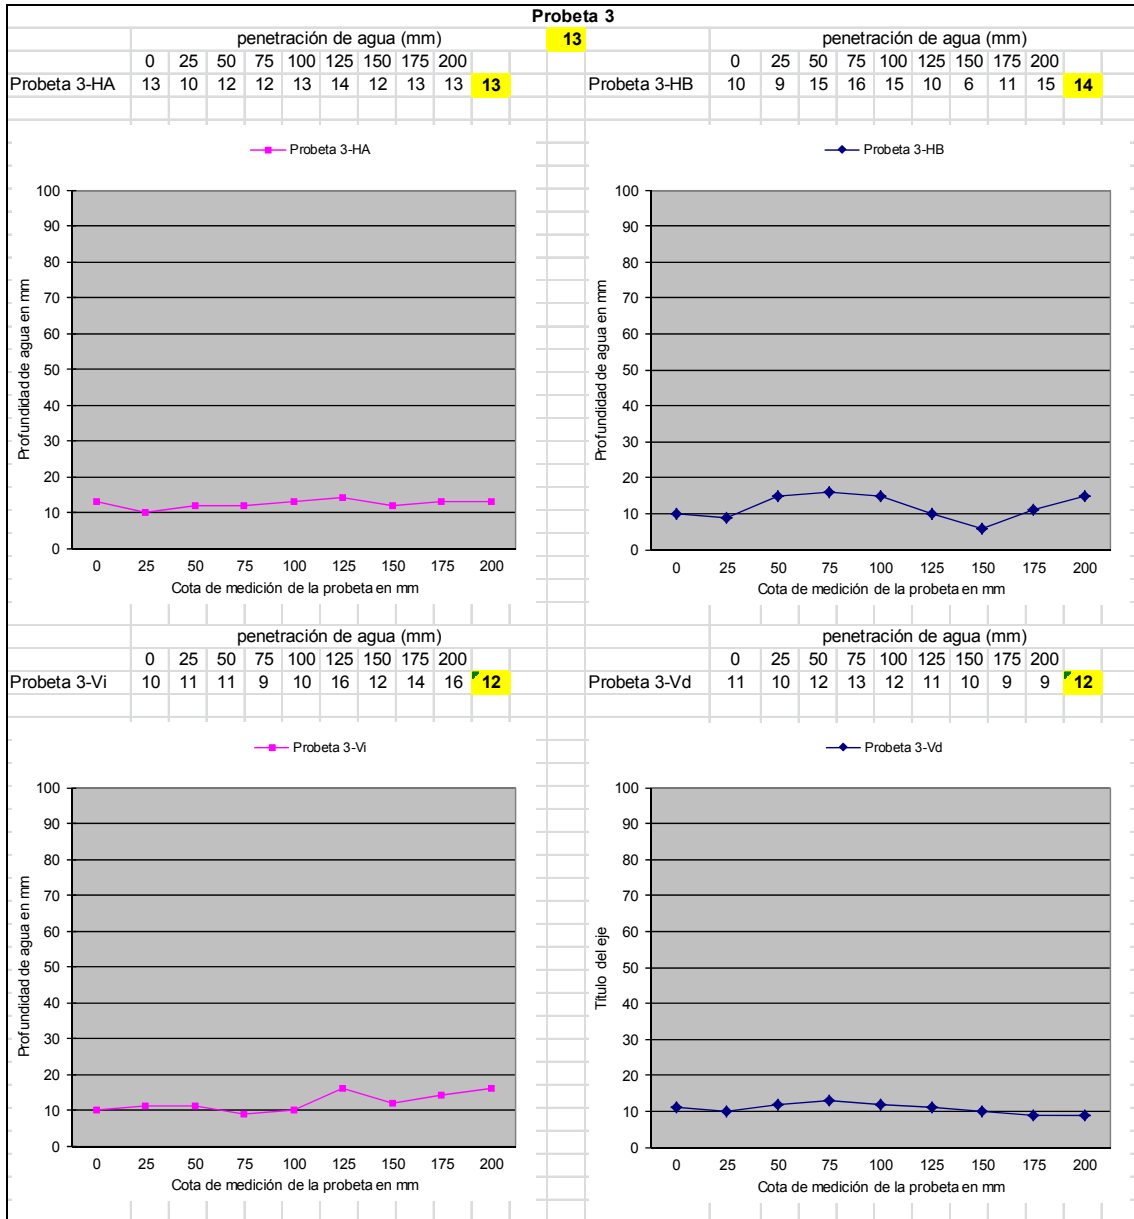 Probeta 3
penetración de agua (mm) 13 penetración de agua (mm)
0 25 50 75 100 125 150 175 200 0 25 50 75 100 125 150 175 200
Probeta 3-HA 13 10 12 12 13 14 12 13 13 13 Probeta 3-HB 10 9 15 16 15 10 6 11 15 14
Probeta 3-HA
Profundidad de agua en mm
100
90
80
70
60
50
40
30
20
10
0
0 25 50 75 100 125 150 175 200
Cota de medición de la probeta en mm
Probeta 3-HB
Profundidad de agua en mm
100
90
80
70
60
50
40
30
20
10
0
0 25 50 75 100 125 150 175 200
Cota de medición de la probeta en mm
penetración de agua (mm) penetración de agua (mm)
0 25 50 75 100 125 150 175 200 0 25 50 75 100 125 150 175 200
Probeta 3-Vi 10 11 11 9 10 16 12 14 16 12 Probeta 3-Vd 11 10 12 13 12 11 10 9 9 12
Probeta 3-Vi
Profundidad de agua en mm
100
90
80
70
60
50
40
30
20
10
0
0 25 50 75 100 125 150 175 200
Cota de medición de la probeta en mm
Probeta 3-Vd
Título del eje
100
90
80
70
60
50
40
30
20
10
0
0 25 50 75 100 125 150 175 200
Cota de medición de la probeta en mm